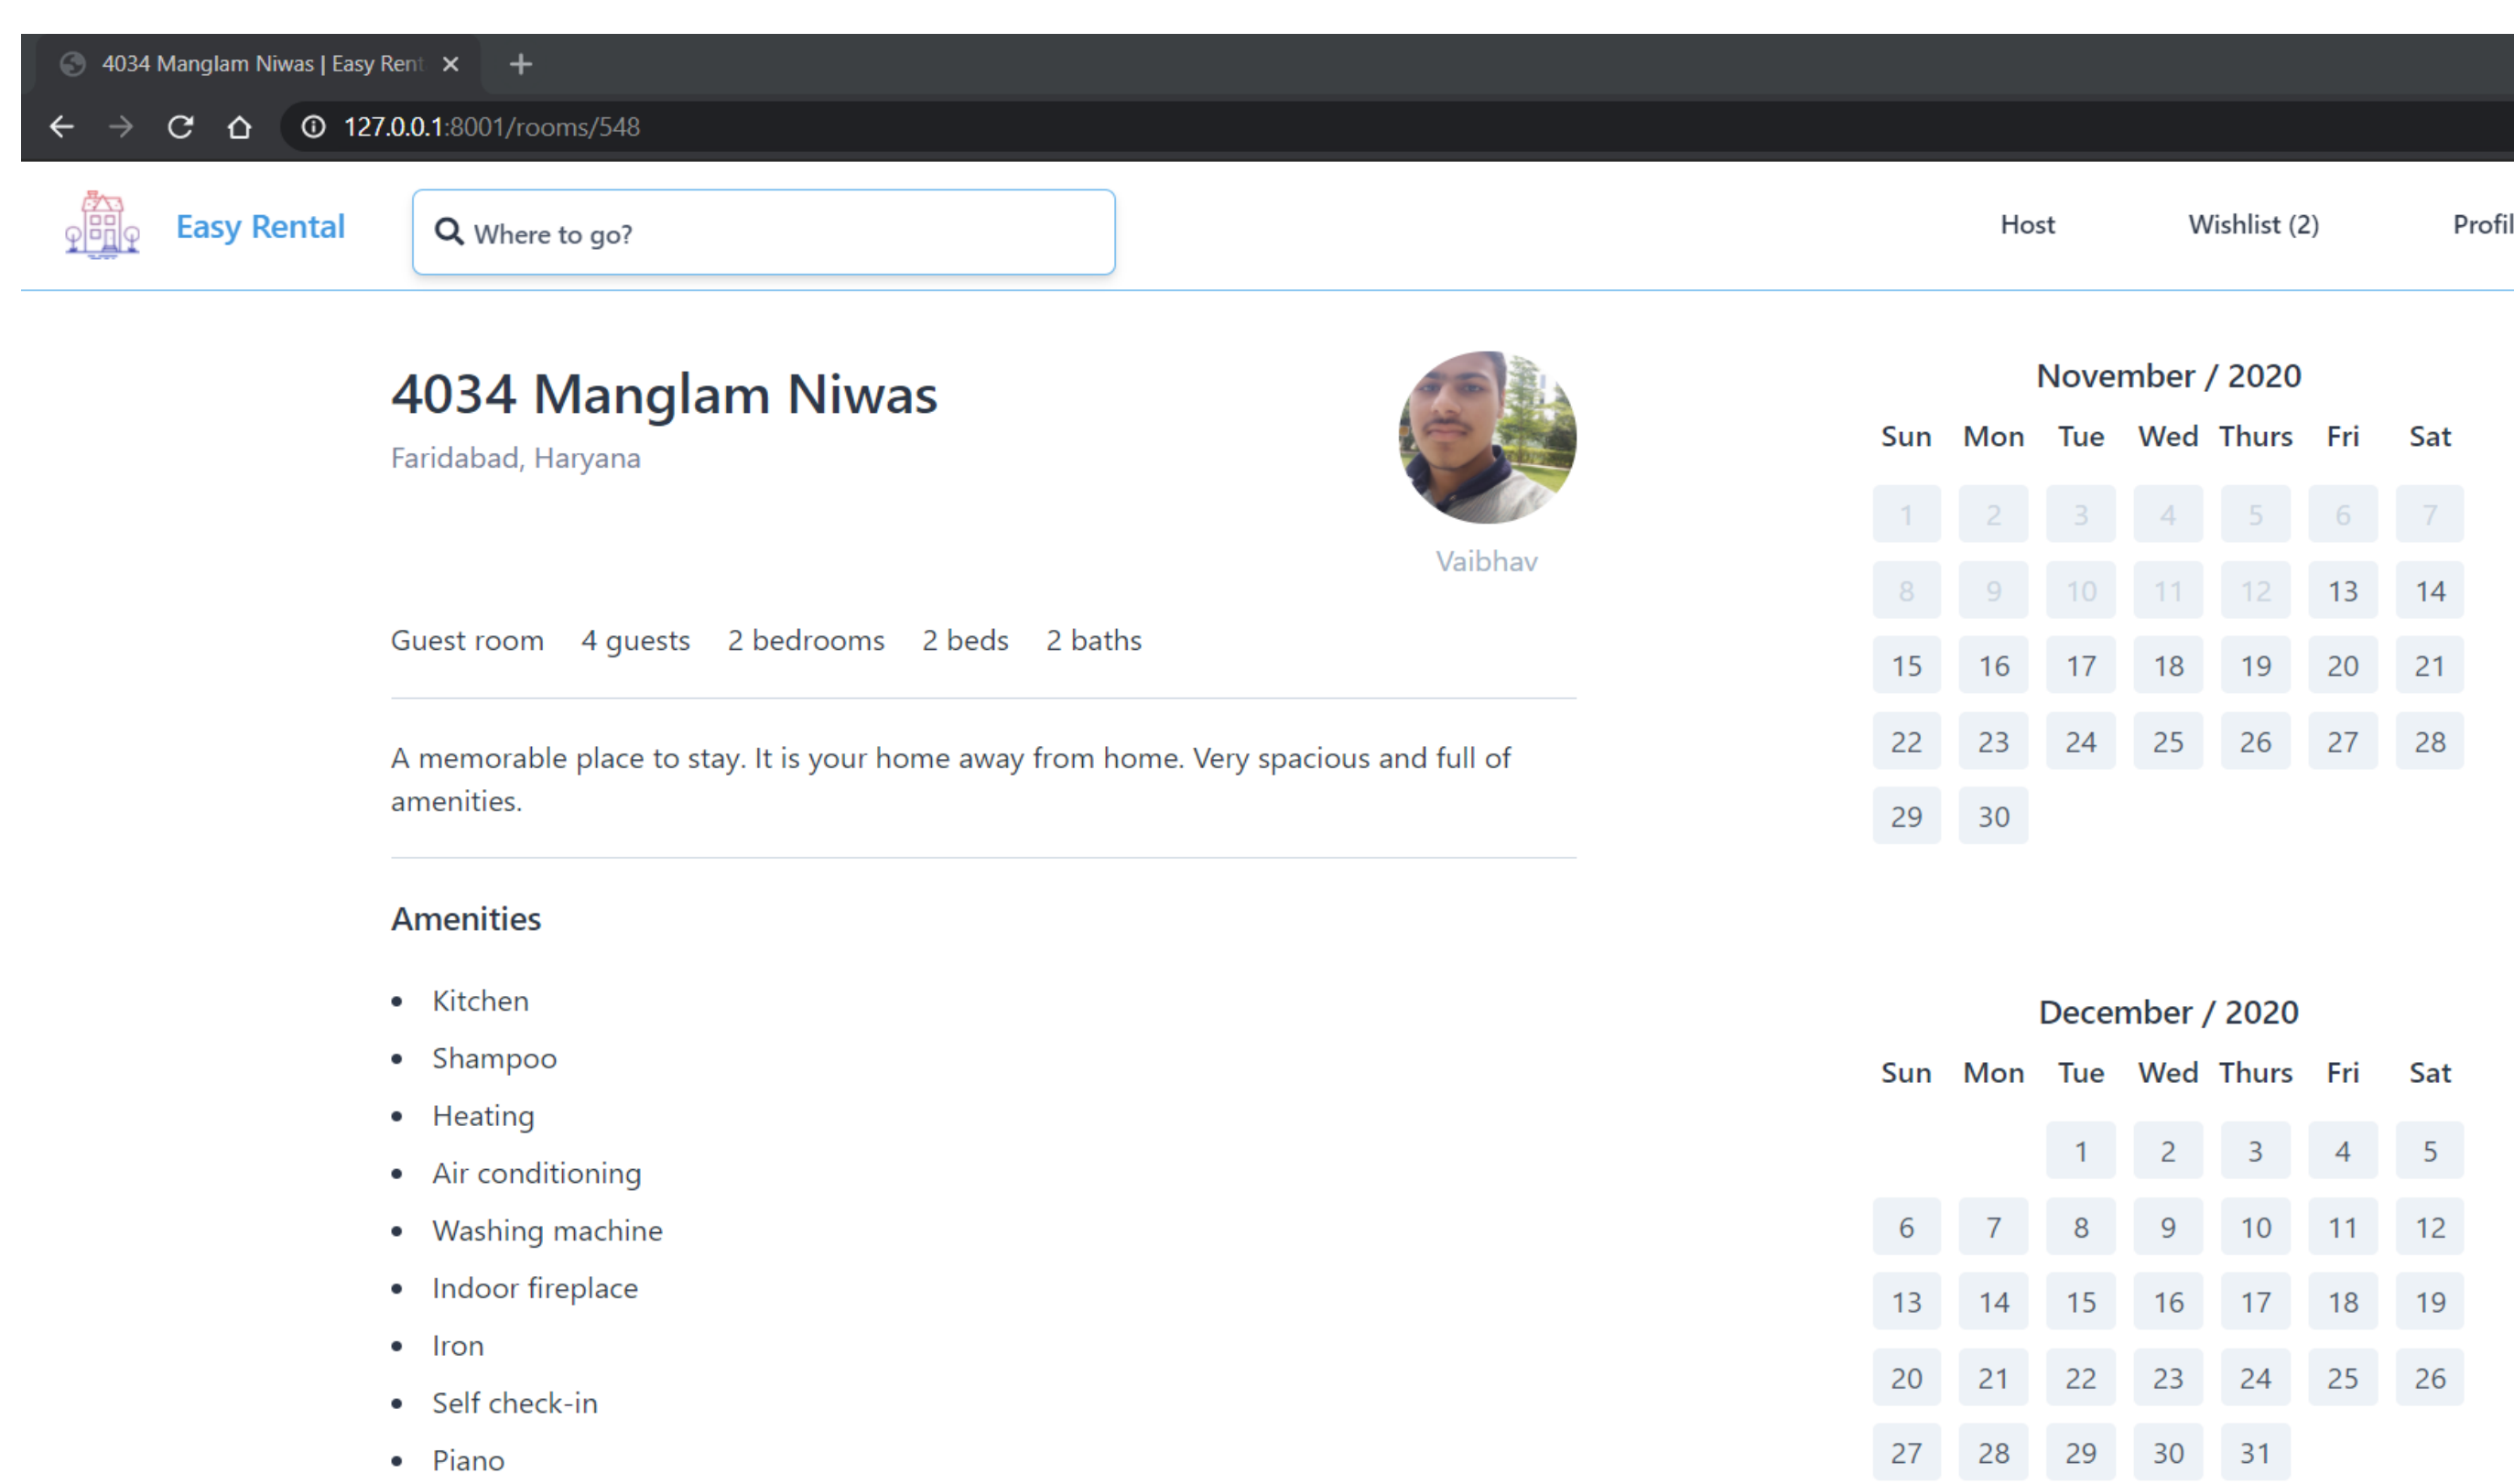 4034 Manglam Niwas | Easy Rent
127.0.0.1:8001/rooms/548
Easy Rental
Where to go?
Host
Wishlist (2)
Profil
4034 Manglam Niwas
Faridabad, Haryana
Vaibhav
Guest room 4 guests 2 bedrooms 2 beds 2 baths
A memorable place to stay. It is your home away from home. Very spacious and full of
amenities.
Amenities
Kitchen
Shampoo
Heating
Air conditioning
Washing machine
Indoor fireplace
Iron
Self check-in
Piano
November / 2020
Sun Mon Tue Wed Thurs Fri Sat
1 2 3 4 5 6 7
8 9 10 11 12 13 14
15 16 17 18 19 20 21
22 23 24 25 26 27 28
29 30
December / 2020
Sun Mon Tue Wed Thurs Fri Sat
1 2 3 4 5
6 7 8 9 10 11 12
13 14 15 16 17 18 19
20 21 22 23 24 25 26
27 28 29 30 31